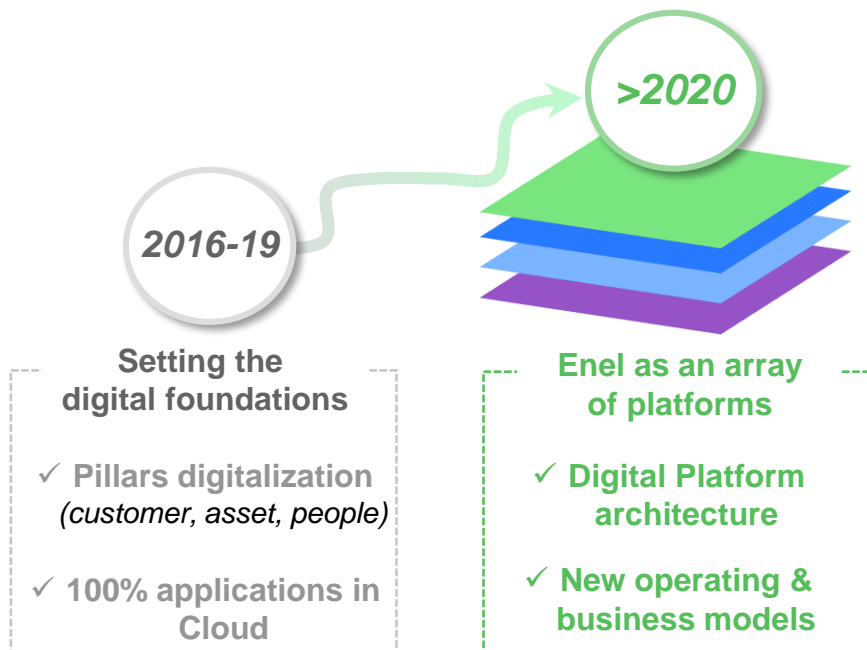 >2020
2016-19
Setting the
digital foundations
✓ Pillars digitalization
(customer, asset, people)
✓ 100% applications in
Cloud
Enel as an array
of platforms
✓ Digital Platform
architecture
✓ New operating &
business models